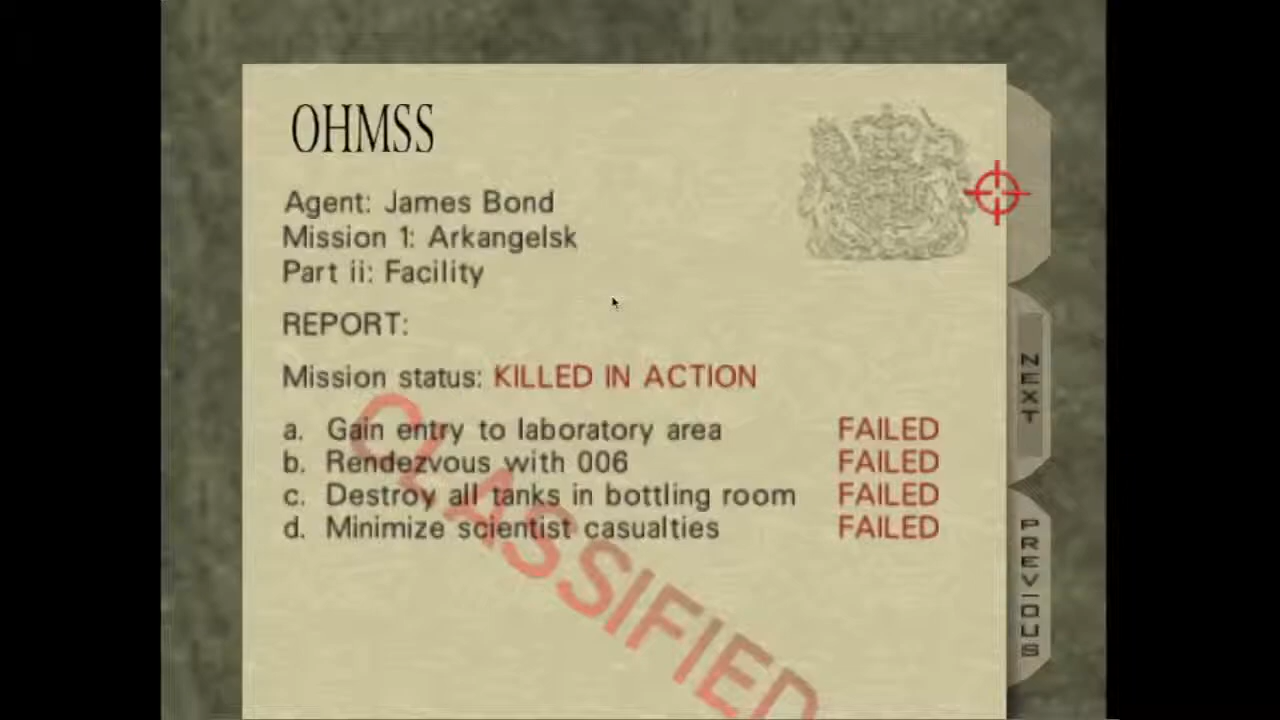 OHMSS
Agent: James Bond
Mission 1: Arkangelsk
Part ii: Facility
REPORT:
Mission status: KILLED IN ACTION
a. Gain entry to laboratory area FAILED
b. Rendezvous with 006 FAILED
c. Destroy all tanks in bottling room FAILED
d. Minimize scientist casualties FAILED
CLASSIFIED
NEXT
PREVIOUS